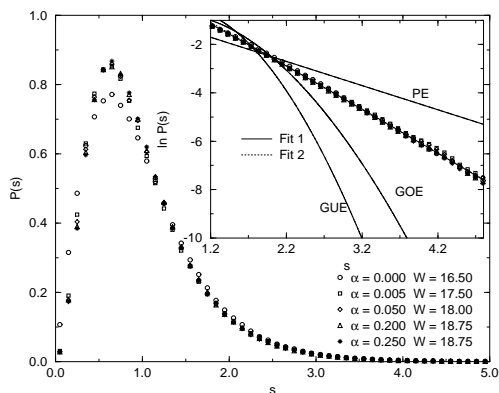 1.0
0.8
0.6
0.4
0.2
0.0
P(s)
0.0
1.0
2.0
3.0
4.0
5.0
s
-2
-4
-6
-8
-10
ln P(s)
1.2
2.2
3.2
4.2
s
PE
Fit 1
Fit 2
GOE
GUE
α = 0.000 W = 16.50
α = 0.005 W = 17.50
α = 0.050 W = 18.00
α = 0.200 W = 18.75
α = 0.250 W = 18.75